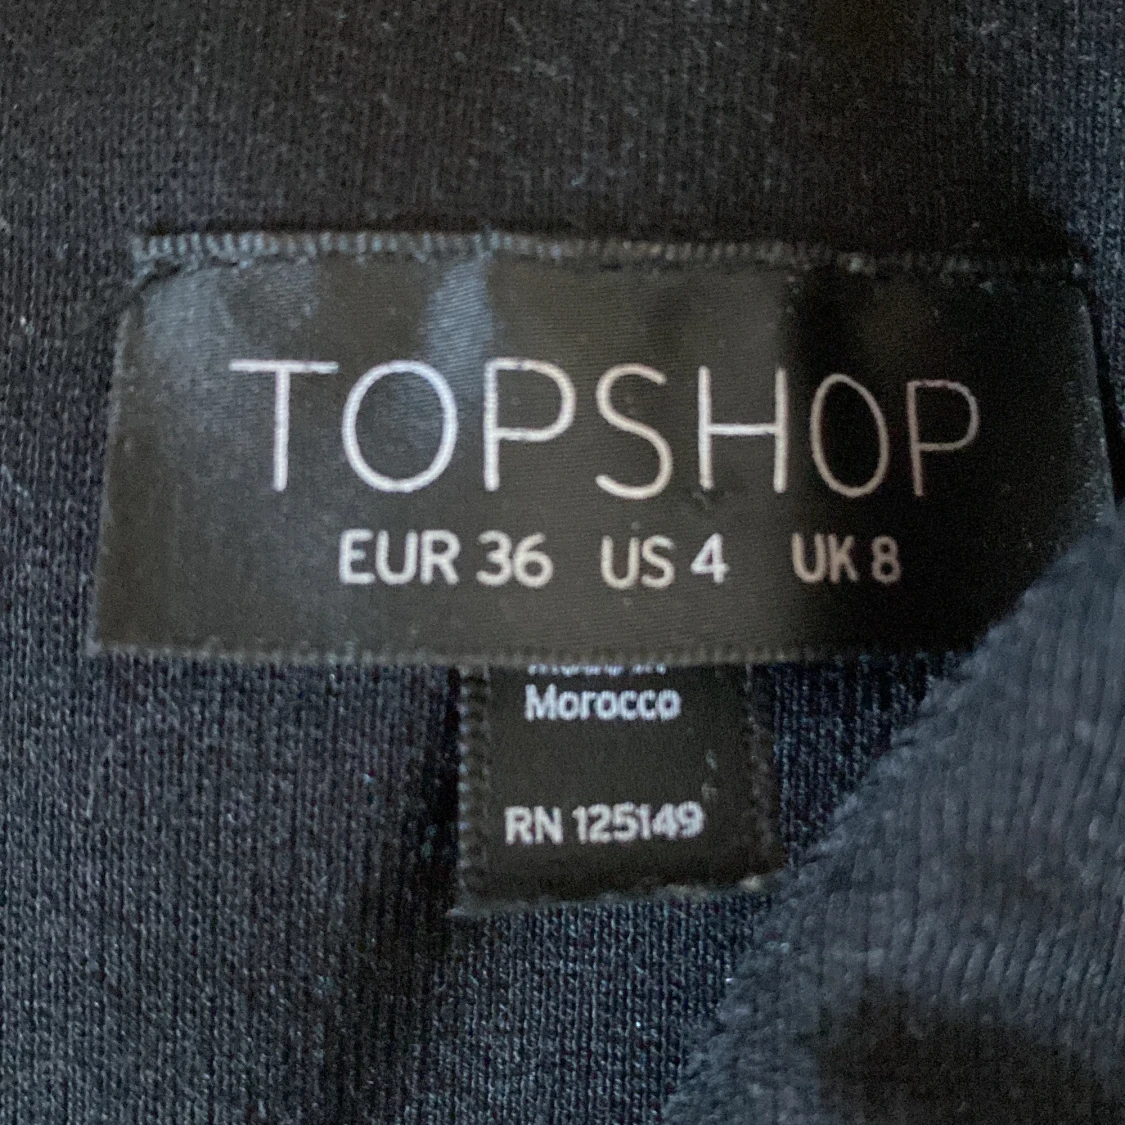 TOPSHOP
EUR 36 US 4 UK 8
Morocco
RN 125149